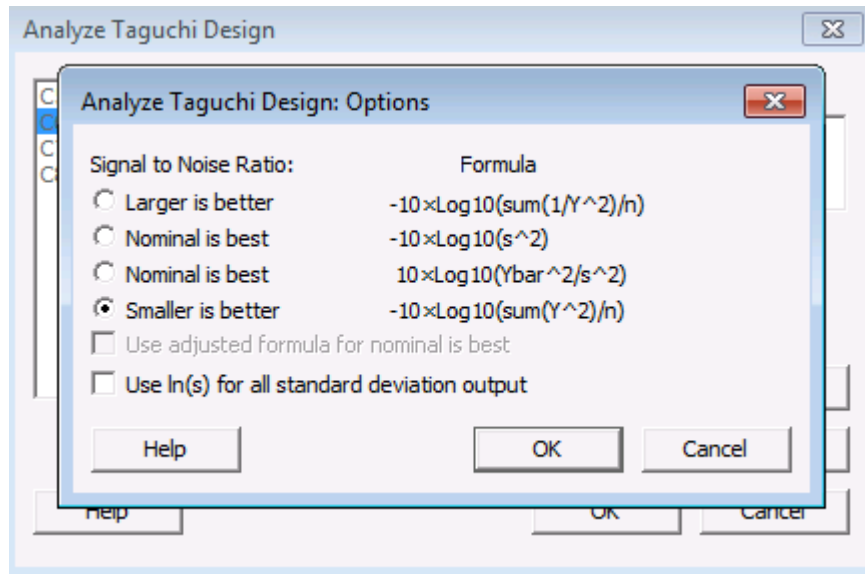 Analyze Taguchi Design
Analyze Taguchi Design: Options
Signal to Noise Ratio: Formula
Larger is better -10×Log10(sum(1/Y^2)/n)
Nominal is best -10×Log10(s^2)
Nominal is best 10×Log10(Ybar^2/s^2)
Smaller is better -10×Log10(sum(Y^2)/n)
Use adjusted formula for nominal is best
Use ln(s) for all standard deviation output
Help OK Cancel
Help OK Cancel